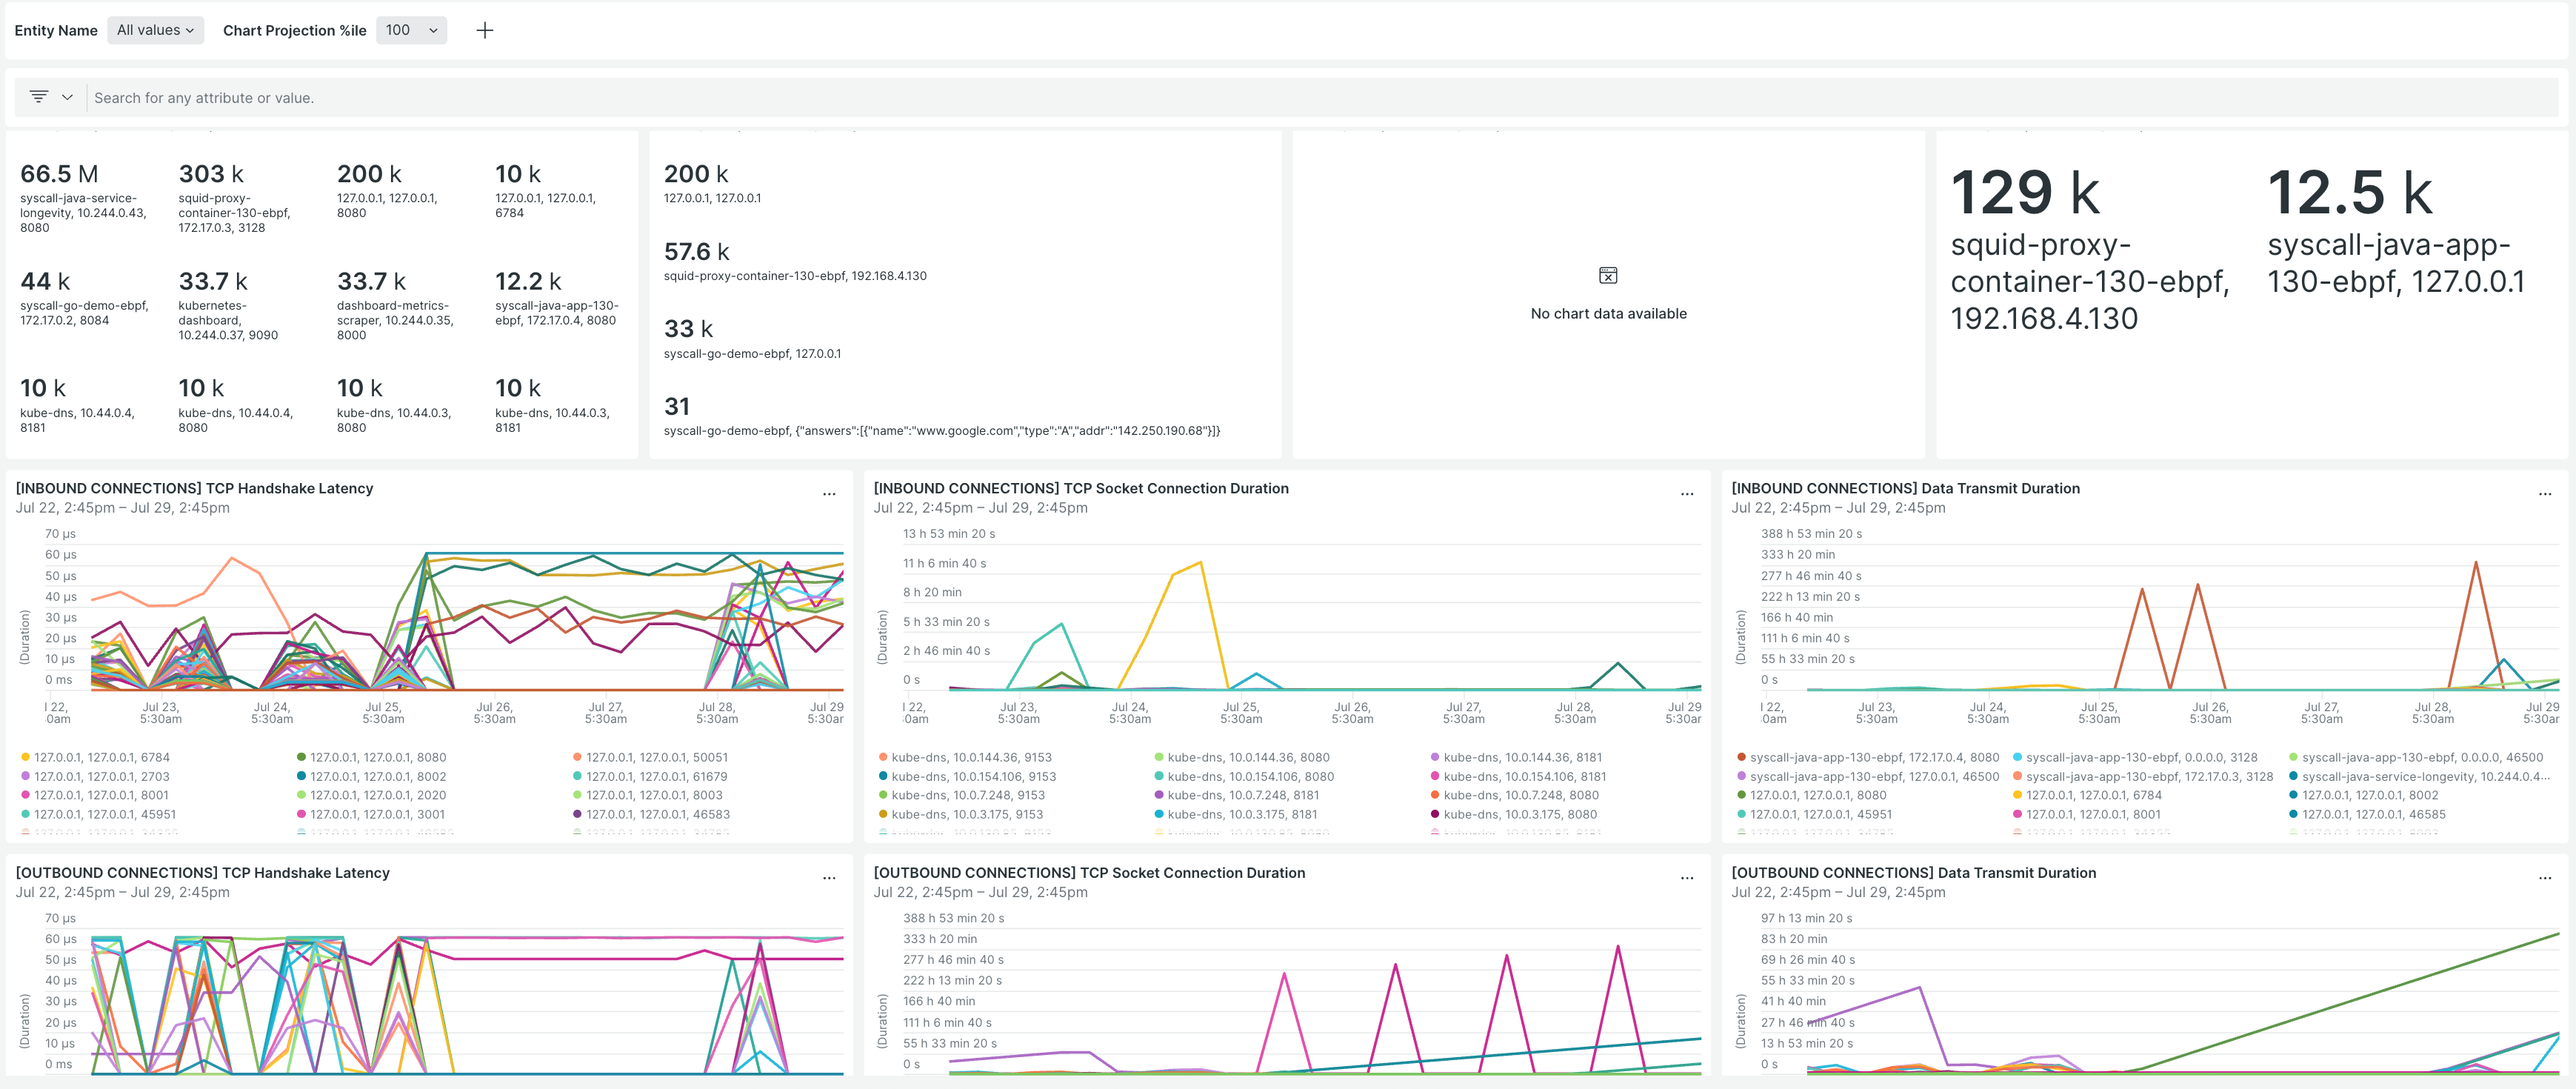 Entity Name All values Chart Projection %ile 100
Search for any attribute or value.
66.5 M
syscall-java-service-
longevity, 10.244.0.43,
8080
303 k
squid-proxy-
container-130-ebpf,
172.17.0.3, 3128
200 k
127.0.0.1, 127.0.0.1,
8080
10 k
127.0.0.1, 127.0.0.1,
6784
44 k
syscall-go-demo-ebpf,
172.17.0.2, 8084
33.7 k
kubernetes-
dashboard,
10.244.0.37, 9090
33.7 k
dashboard-metrics-
scraper, 10.244.0.35,
8000
12.2 k
syscall-java-app-130-
ebpf, 172.17.0.4, 8080
10 k
kube-dns, 10.44.0.4,
8181
10 k
kube-dns, 10.44.0.4,
8080
10 k
kube-dns, 10.44.0.3,
8080
10 k
kube-dns, 10.44.0.3,
8181
200 k
127.0.0.1, 127.0.0.1
57.6 k
squid-proxy-container-130-ebpf, 192.168.4.130
33 k
syscall-go-demo-ebpf, 127.0.0.1
31
syscall-go-demo-ebpf, {"answers":[{"name":"www.google.com","type":"A","addr":"142.250.190.68"}]}
No chart data available
129 k
squid-proxy-
container-130-ebpf,
192.168.4.130
12.5 k
syscall-java-app-
130-ebpf, 127.0.0.1
[INBOUND CONNECTIONS] TCP Handshake Latency
Jul 22, 2:45pm – Jul 29, 2:45pm
(Duration)
70 µs
60 µs
50 µs
40 µs
30 µs
20 µs
10 µs
0 ms
l 22, Jul 23, Jul 24, Jul 25, Jul 26, Jul 27, Jul 28, Jul 29
:0am 5:30am 5:30am 5:30am 5:30am 5:30am 5:30am 5:30ar
127.0.0.1, 127.0.0.1, 6784 127.0.0.1, 127.0.0.1, 8080 127.0.0.1, 127.0.0.1, 50051
127.0.0.1, 127.0.0.1, 2703 127.0.0.1, 127.0.0.1, 8002 127.0.0.1, 127.0.0.1, 61679
127.0.0.1, 127.0.0.1, 8001 127.0.0.1, 127.0.0.1, 2020 127.0.0.1, 127.0.0.1, 8003
127.0.0.1, 127.0.0.1, 45951 127.0.0.1, 127.0.0.1, 3001 127.0.0.1, 127.0.0.1, 46583
[INBOUND CONNECTIONS] TCP Socket Connection Duration
Jul 22, 2:45pm – Jul 29, 2:45pm
(Duration)
13 h 53 min 20 s
11 h 6 min 40 s
8 h 20 min
5 h 33 min 20 s
2 h 46 min 40 s
0 s
l 22, Jul 23, Jul 24, Jul 25, Jul 26, Jul 27, Jul 28, Jul 29
:0am 5:30am 5:30am 5:30am 5:30am 5:30am 5:30am 5:30ar
kube-dns, 10.0.144.36, 9153 kube-dns, 10.0.144.36, 8080 kube-dns, 10.0.144.36, 8181
kube-dns, 10.0.154.106, 9153 kube-dns, 10.0.154.106, 8080 kube-dns, 10.0.154.106, 8181
kube-dns, 10.0.7.248, 9153 kube-dns, 10.0.7.248, 8181 kube-dns, 10.0.7.248, 8080
kube-dns, 10.0.3.175, 9153 kube-dns, 10.0.3.175, 8181 kube-dns, 10.0.3.175, 8080
[INBOUND CONNECTIONS] Data Transmit Duration
Jul 22, 2:45pm – Jul 29, 2:45pm
(Duration)
388 h 53 min 20 s
333 h 20 min
277 h 46 min 40 s
222 h 13 min 20 s
166 h 40 min
111 h 6 min 40 s
55 h 33 min 20 s
0 s
l 22, Jul 23, Jul 24, Jul 25, Jul 26, Jul 27, Jul 28, Jul 29
:0am 5:30am 5:30am 5:30am 5:30am 5:30am 5:30am 5:30ar
syscall-java-app-130-ebpf, 172.17.0.4, 8080 syscall-java-app-130-ebpf, 0.0.0.0, 3128 syscall-java-app-130-ebpf, 0.0.0.0, 46500
syscall-java-app-130-ebpf, 127.0.0.1, 46500 syscall-java-app-130-ebpf, 172.17.0.3, 3128 syscall-java-service-longevity, 10.244.0.4...
127.0.0.1, 127.0.0.1, 8080 127.0.0.1, 127.0.0.1, 6784 127.0.0.1, 127.0.0.1, 8002
127.0.0.1, 127.0.0.1, 45951 127.0.0.1, 127.0.0.1, 8001 127.0.0.1, 127.0.0.1, 46585
[OUTBOUND CONNECTIONS] TCP Handshake Latency
Jul 22, 2:45pm – Jul 29, 2:45pm
(Duration)
70 µs
60 µs
50 µs
40 µs
30 µs
20 µs
10 µs
0 ms
[OUTBOUND CONNECTIONS] TCP Socket Connection Duration
Jul 22, 2:45pm – Jul 29, 2:45pm
(Duration)
388 h 53 min 20 s
333 h 20 min
277 h 46 min 40 s
222 h 13 min 20 s
166 h 40 min
111 h 6 min 40 s
55 h 33 min 20 s
0 s
[OUTBOUND CONNECTIONS] Data Transmit Duration
Jul 22, 2:45pm – Jul 29, 2:45pm
(Duration)
97 h 13 min 20 s
83 h 20 min
69 h 26 min 40 s
55 h 33 min 20 s
41 h 40 min
27 h 46 min 40 s
13 h 53 min 20 s
0 s